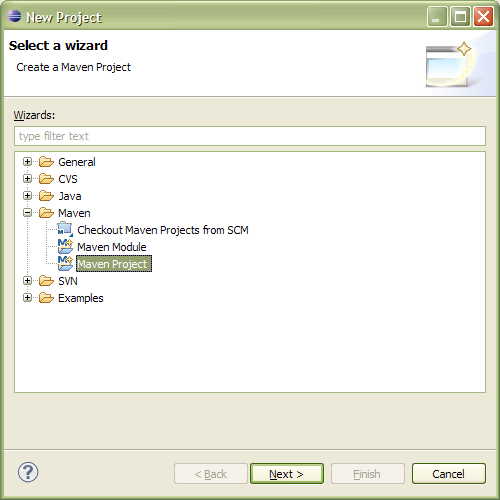 New Project
Select a wizard
Create a Maven Project
Wizards:
type filter text
General
CVS
Java
Maven
Checkout Maven Projects from SCM
Maven Module
Maven Project
SVN
Examples
? < Back Next > Finish Cancel